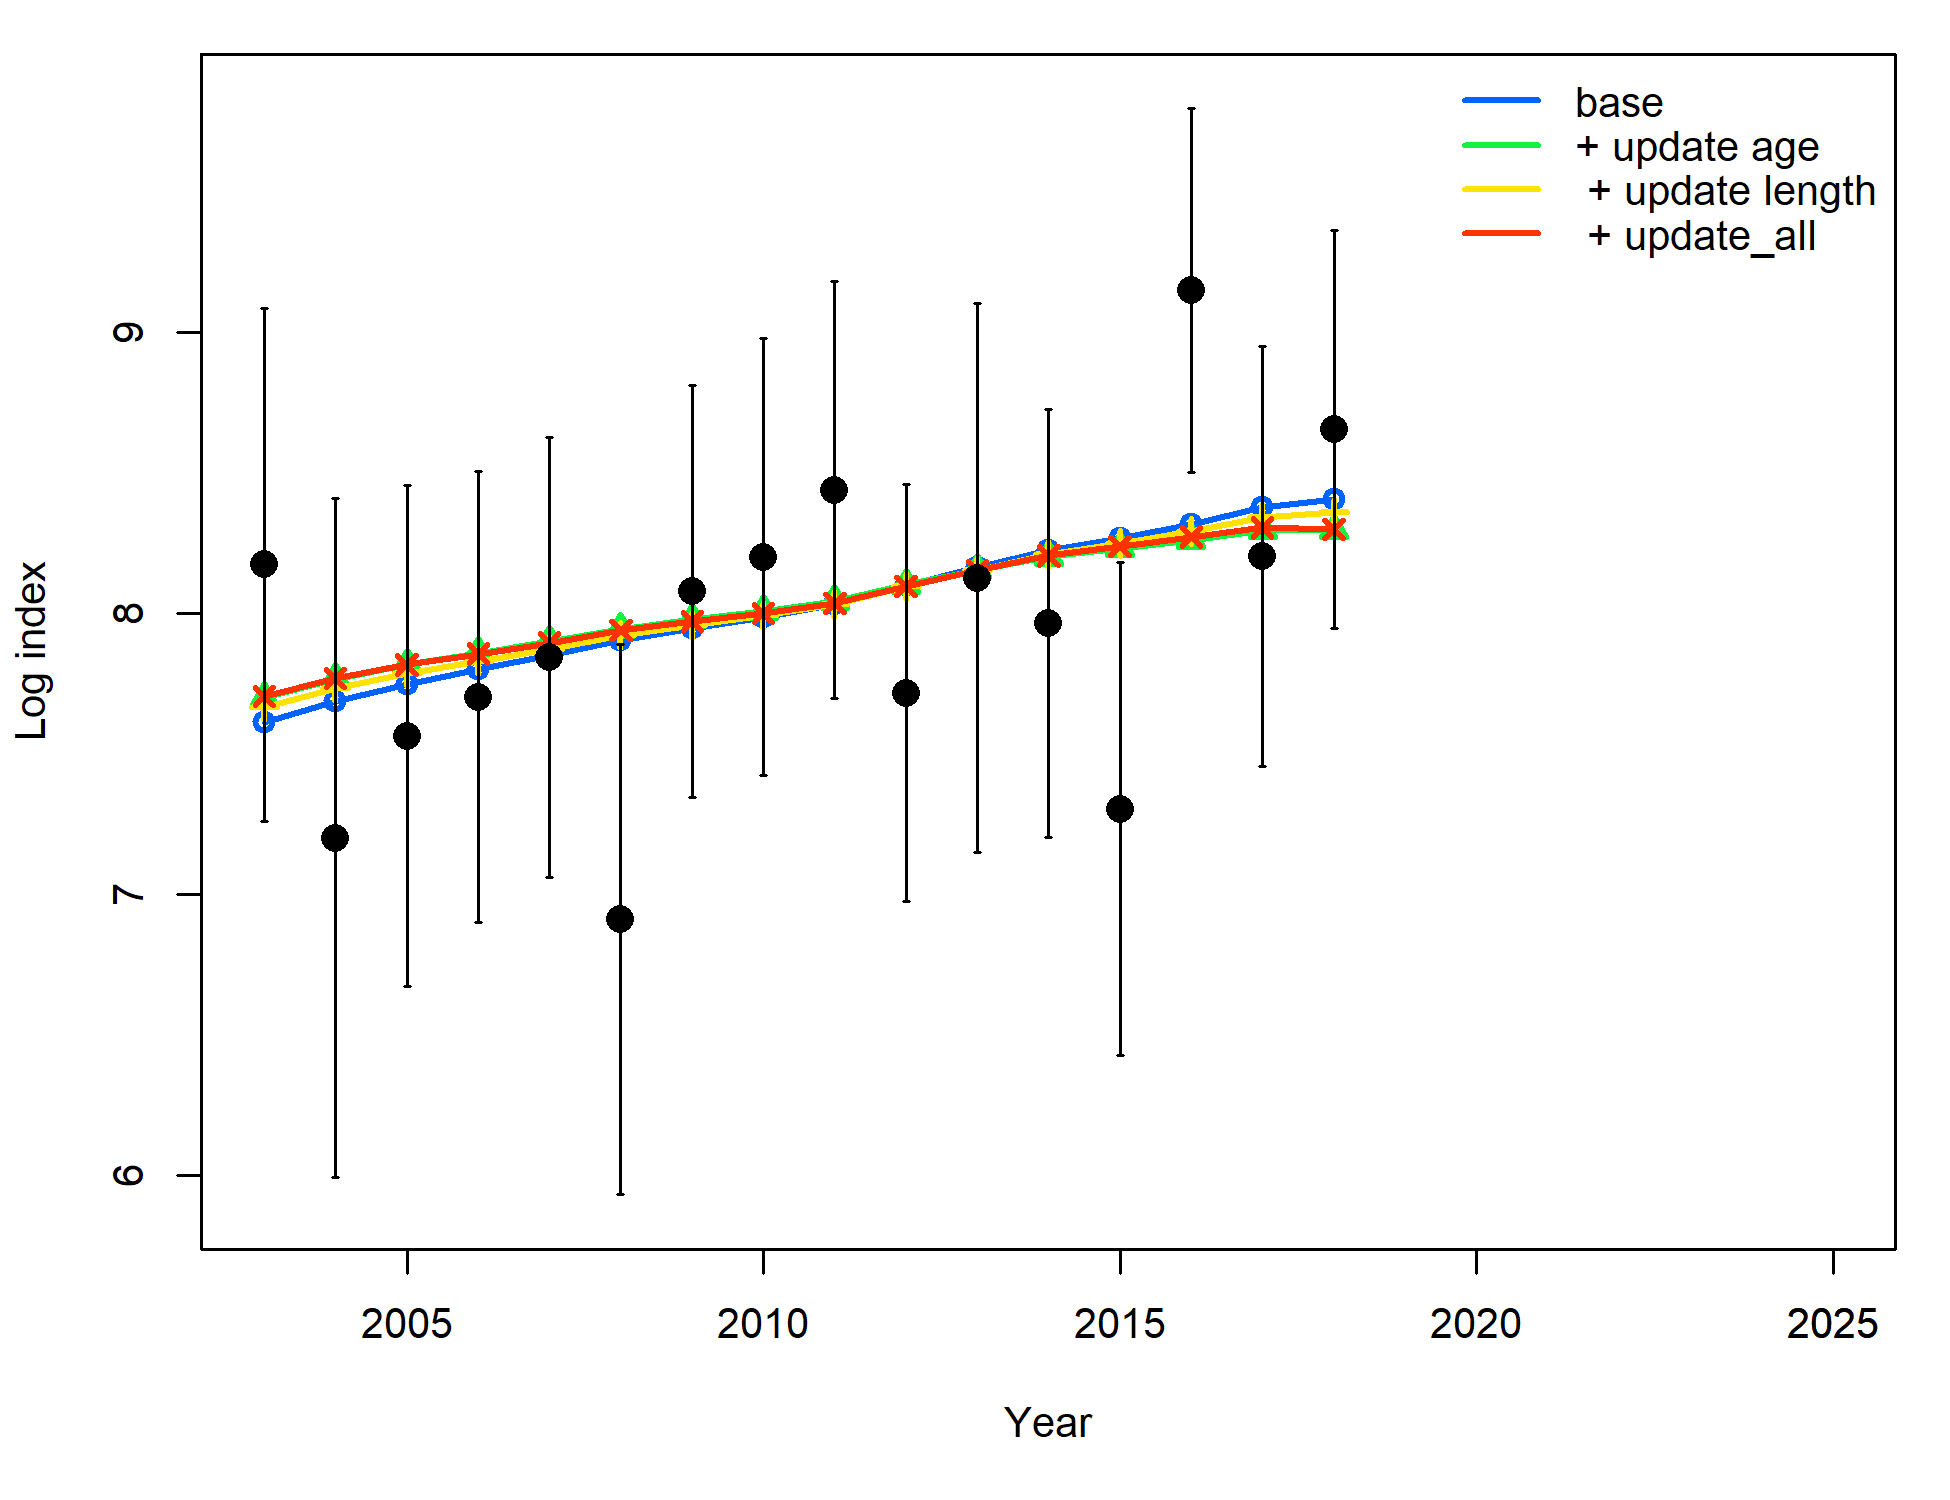 base
+ update age
+ update length
+ update_all
Log index
9
8
7
6
2005 2010 2015 2020 2025
Year